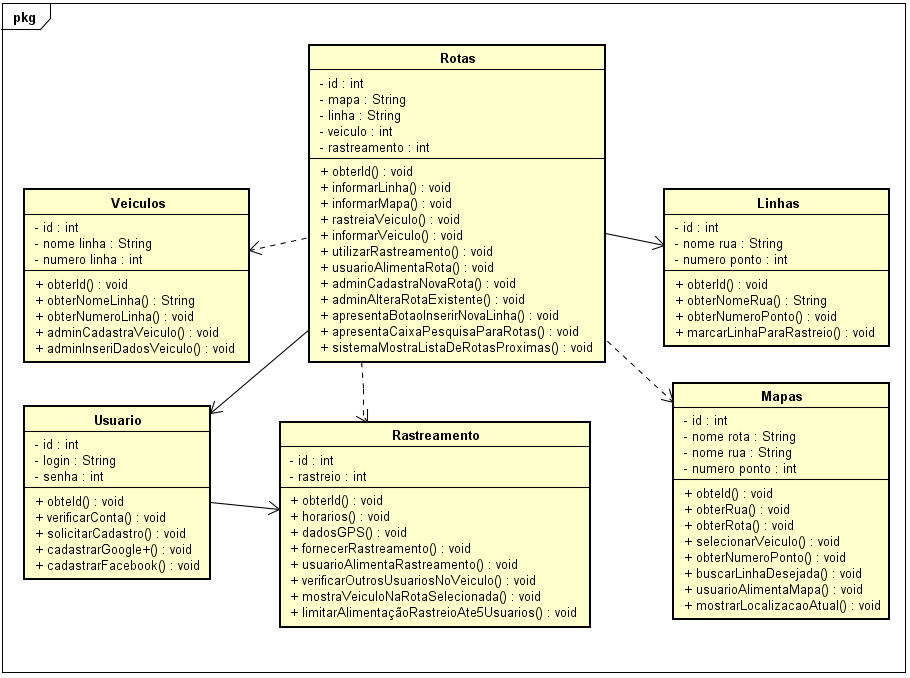 pkg
Rotas
- id : int
- mapa : String
- linha : String
- veiculo : int
- rastreamento : int
+ obterId() : void
+ informarLinha() : void
+ informarMapa() : void
+ rastreiaVeiculo() : void
+ informarVeiculo() : void
+ utilizarRastreamento() : void
+ usuarioAlimentaRota() : void
+ adminCadastraNovaRota() : void
+ adminAlteraRotaExistente() : void
+ apresentaBotaoInserirNovaLinha() : void
+ apresentaCaixaPesquisaParaRotas() : void
+ sistemaMostraListaDeRotasProximas() : void
Veiculos
- id : int
- nome linha : String
- numero linha : int
+ obterId() : void
+ obterNomeLinha() : String
+ obterNumeroLinha() : void
+ adminCadastraVeiculo() : void
+ adminInseriDadosVeiculo() : void
Linhas
- id : int
- nome rua : String
- numero ponto : int
+ obterId() : void
+ obterNomeRua() : String
+ obterNumeroPonto() : void
+ marcarLinhaParaRastreio() : void
Usuario
- id : int
- login : String
- senha : int
+ obteId() : void
+ verificarConta() : void
+ solicitarCadastro() : void
+ cadastrarGoogle+() : void
+ cadastrarFacebook() : void
Rastreamento
- id : int
- rastreio : int
+ obterId() : void
+ horarios() : void
+ dadosGPS() : void
+ fornecerRastreamento() : void
+ usuarioAlimentaRastreamento() : void
+ verificarOutrosUsuariosNoVeiculo() : void
+ mostraVeiculoNaRotaSelecionada() : void
+ limitarAlimentaçãoRastreioAte5Usuarios() : void
Mapas
- id : int
- nome rota : String
- nome rua : String
- numero ponto : int
+ obteId() : void
+ obterRua() : void
+ obterRota() : void
+ selecionarVeiculo() : void
+ obterNumeroPonto() : void
+ buscarLinhaDesejada() : void
+ usuarioAlimentaMapa() : void
+ mostrarLocalizacaoAtual() : void